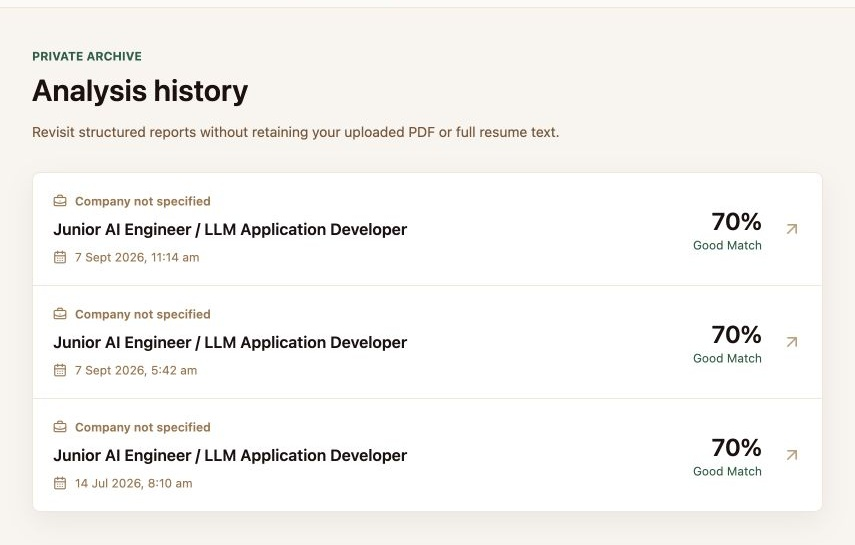 PRIVATE ARCHIVE
Analysis history
Revisit structured reports without retaining your uploaded PDF or full resume text.
Company not specified
Junior AI Engineer / LLM Application Developer
7 Sept 2026, 11:14 am
70%
Good Match
Company not specified
Junior AI Engineer / LLM Application Developer
7 Sept 2026, 5:42 am
70%
Good Match
Company not specified
Junior AI Engineer / LLM Application Developer
14 Jul 2026, 8:10 am
70%
Good Match